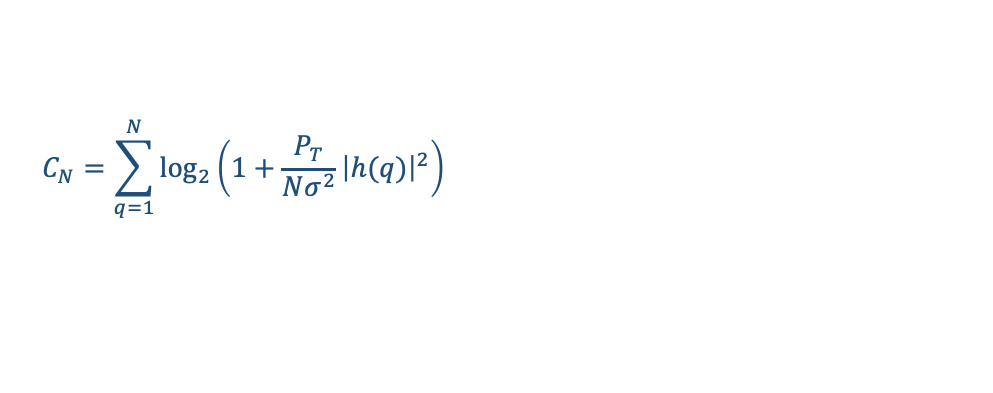 C_N = \sum_{q=1}^{N} \log_2 \left( 1 + \frac{P_T}{N\sigma^2} |h(q)|^2 \right)